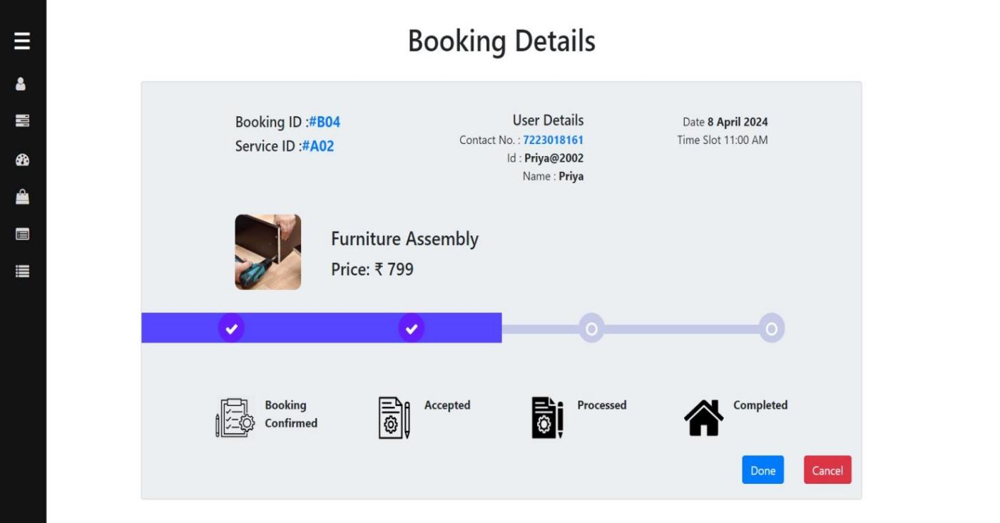 Booking Details
Booking ID :#B04
Service ID :#A02
User Details
Contact No. : 7223018161
Id : Priya@2002
Name : Priya
Date 8 April 2024
Time Slot 11:00 AM
Furniture Assembly
Price: ₹ 799
Booking
Confirmed
Accepted
Processed
Completed
Done
Cancel